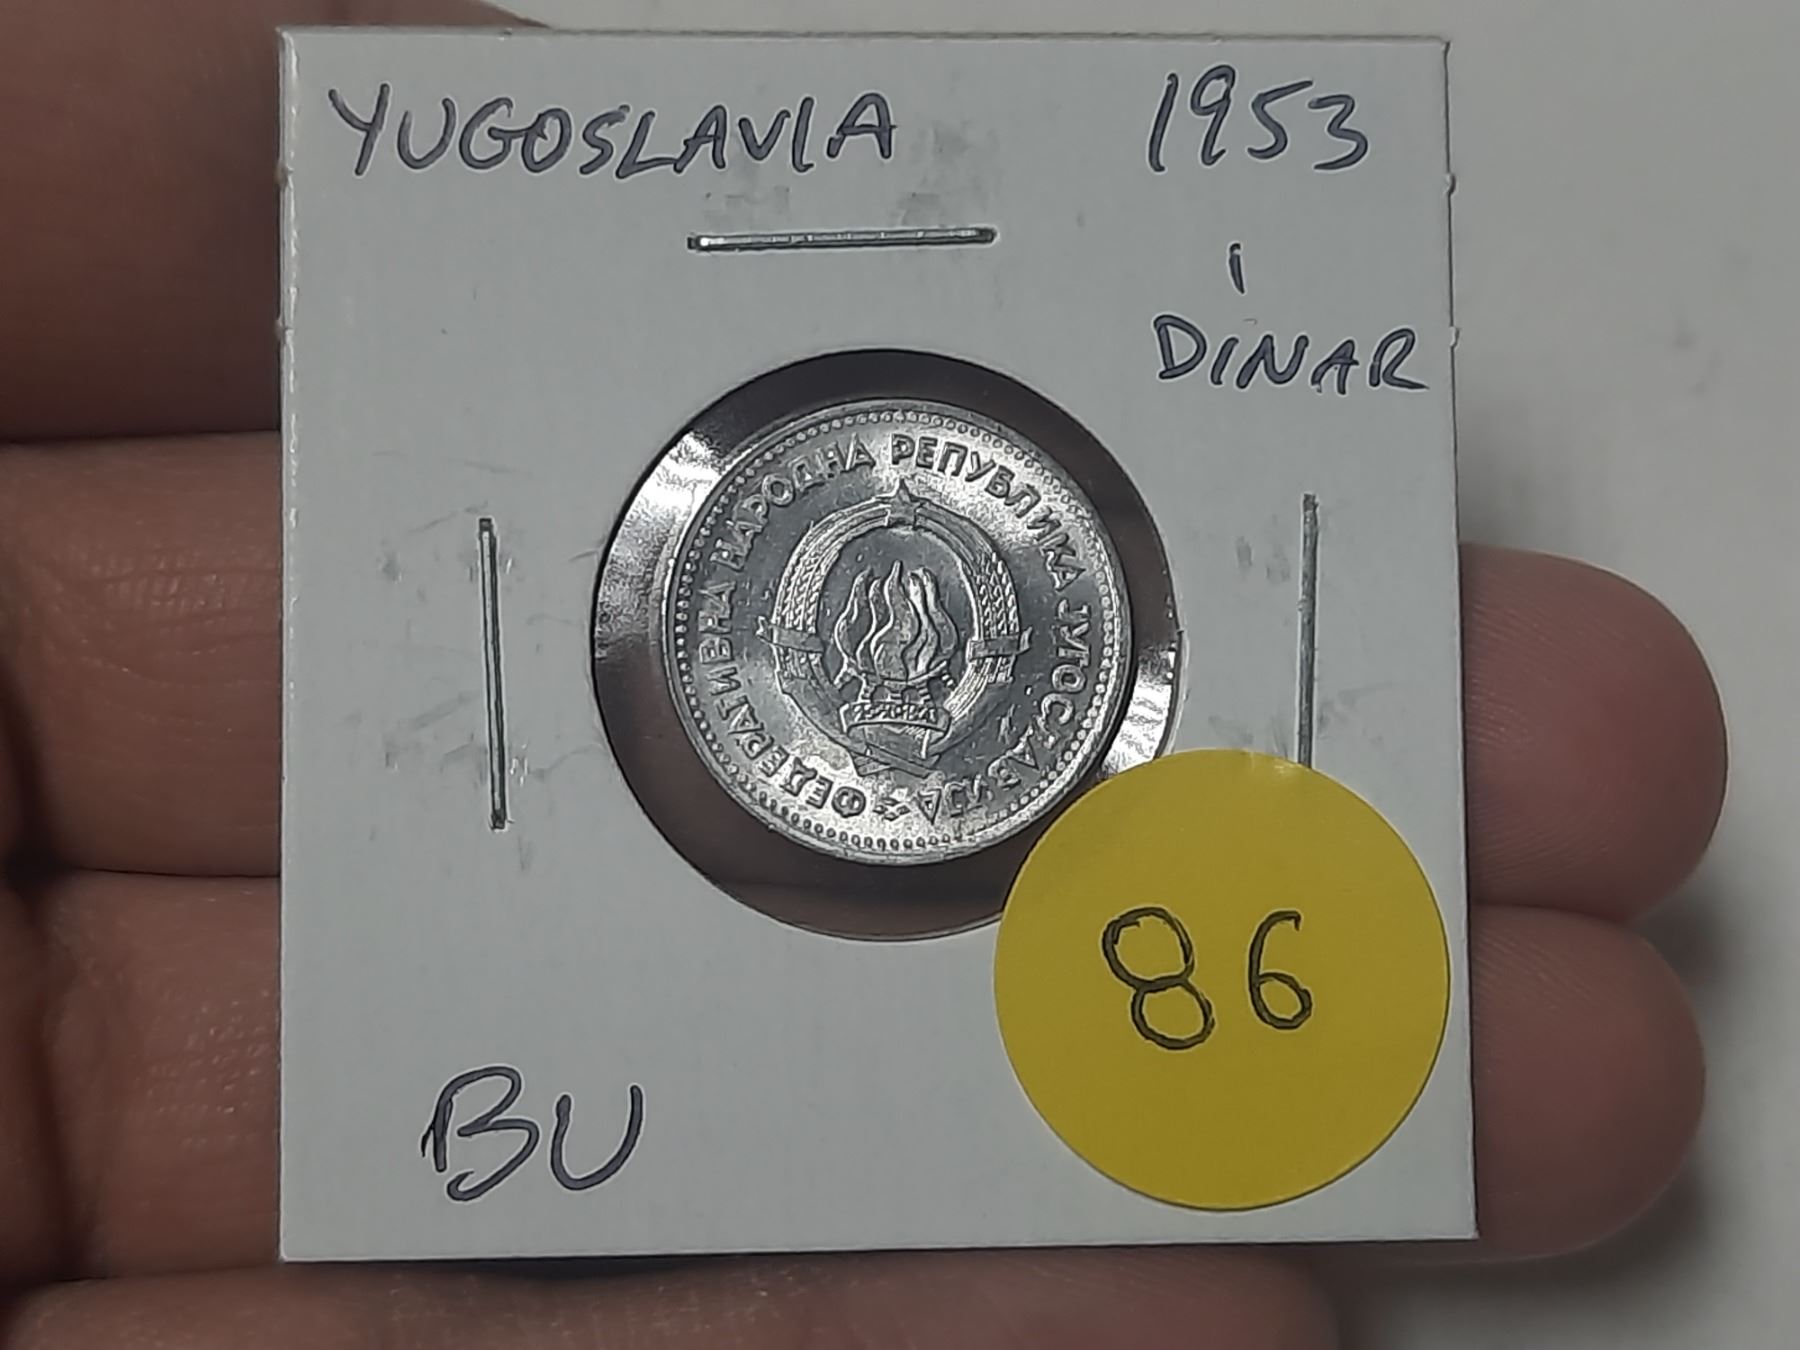 YUGOSLAVIA
1953
1
DINAR
ФЕДЕРАТИВНА НАРОДНА РЕПУБЛИКА ЈУГОСЛАВИЈА
86
BU